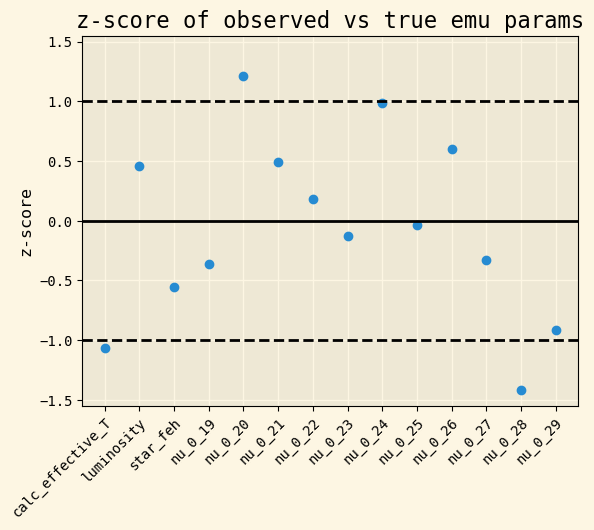 z-score of observed vs true emu params
z-score
1.5
1.0
0.5
0.0
−0.5
−1.0
−1.5
calc_effective_T
luminosity
star_feh
nu_0_19
nu_0_20
nu_0_21
nu_0_22
nu_0_23
nu_0_24
nu_0_25
nu_0_26
nu_0_27
nu_0_28
nu_0_29